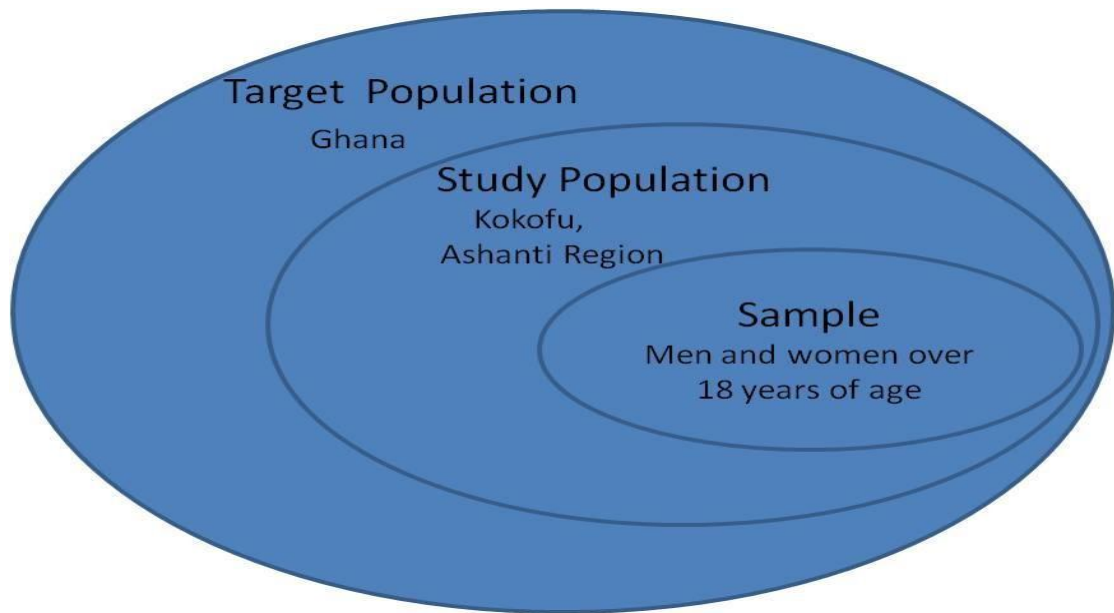 Target Population
Ghana
Study Population
Kokofu,
Ashanti Region
Sample
Men and women over
18 years of age